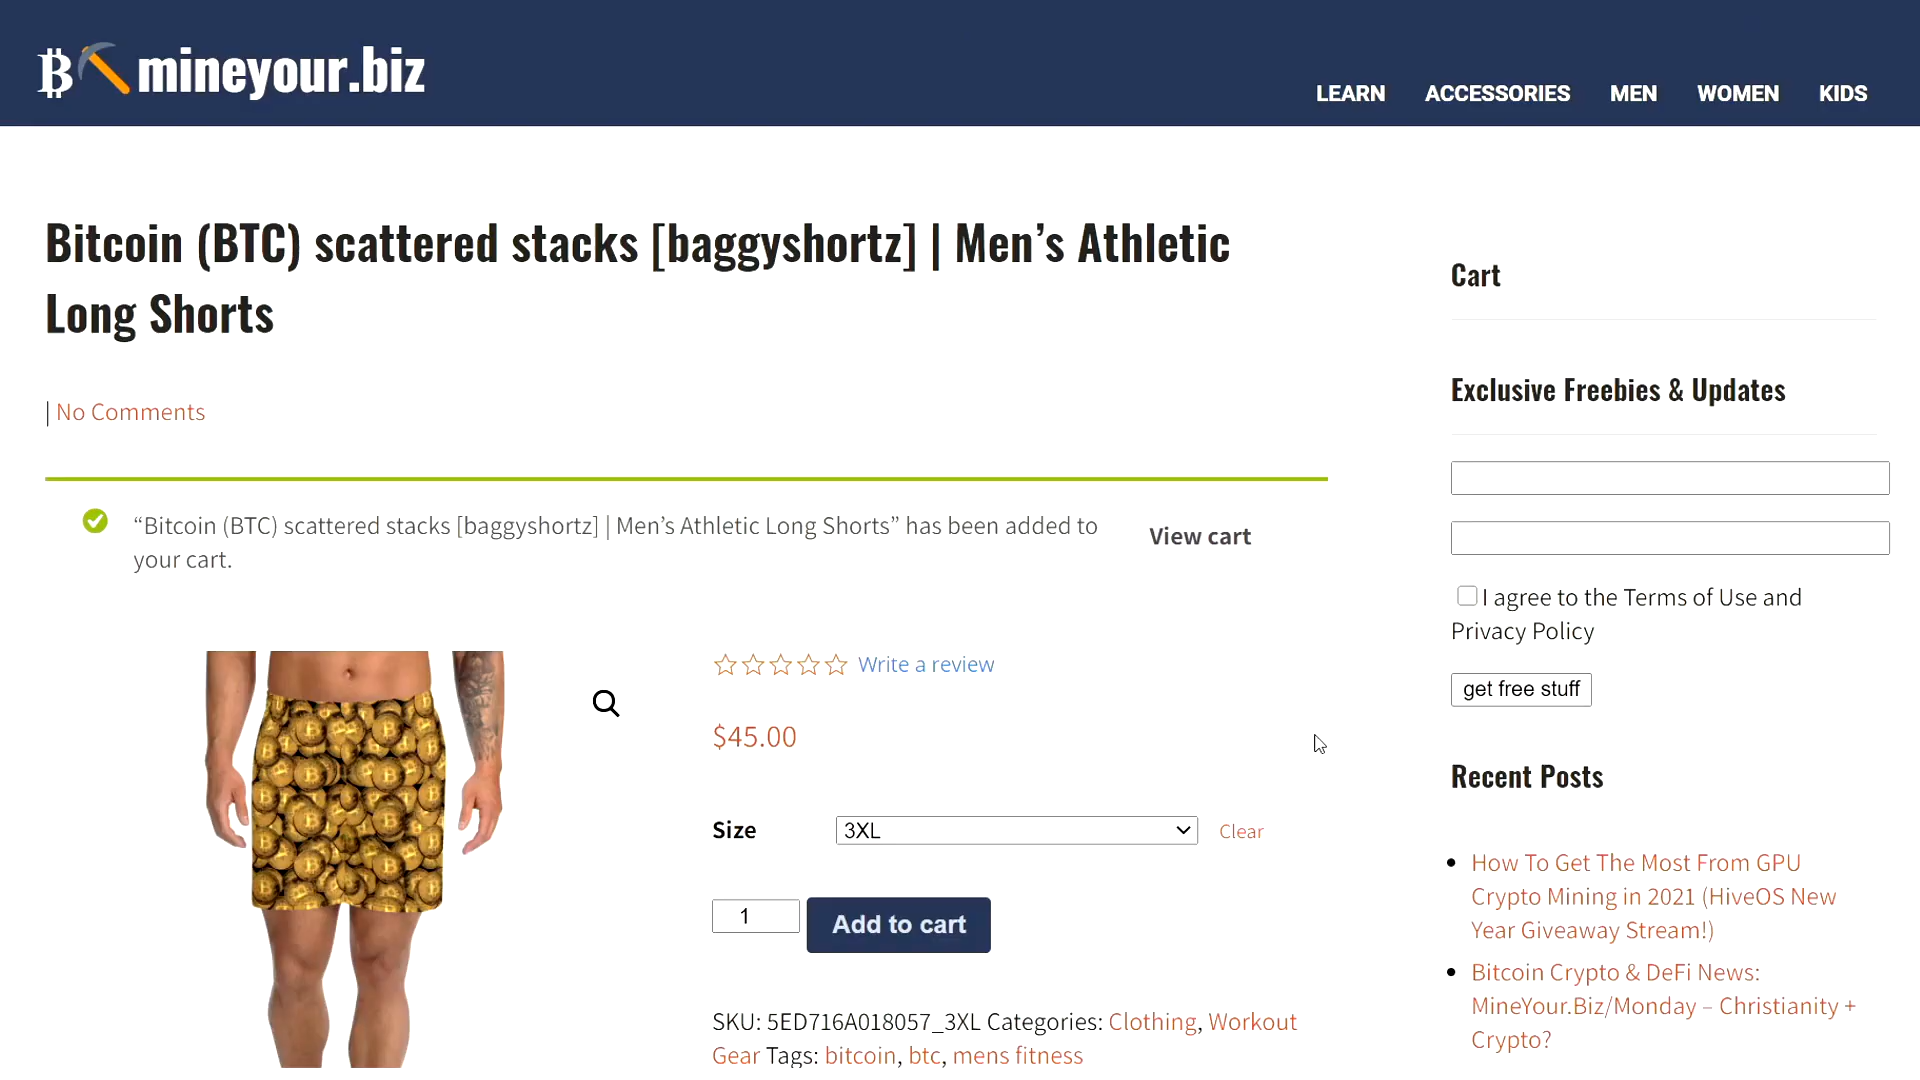 mineyour.biz
LEARN ACCESSORIES MEN WOMEN KIDS
Bitcoin (BTC) scattered stacks [baggyshortz] | Men’s Athletic
Long Shorts
| No Comments
“Bitcoin (BTC) scattered stacks [baggyshortz] | Men’s Athletic Long Shorts” has been added to
your cart.
View cart
Write a review
$45.00
Size 3XL Clear
1 Add to cart
SKU: 5ED716A018057_3XL Categories: Clothing, Workout
Gear Tags: bitcoin, btc, mens fitness
Cart
Exclusive Freebies & Updates
I agree to the Terms of Use and
Privacy Policy
get free stuff
Recent Posts
How To Get The Most From GPU
Crypto Mining in 2021 (HiveOS New
Year Giveaway Stream!)
Bitcoin Crypto & DeFi News:
MineYour.Biz/Monday – Christianity +
Crypto?